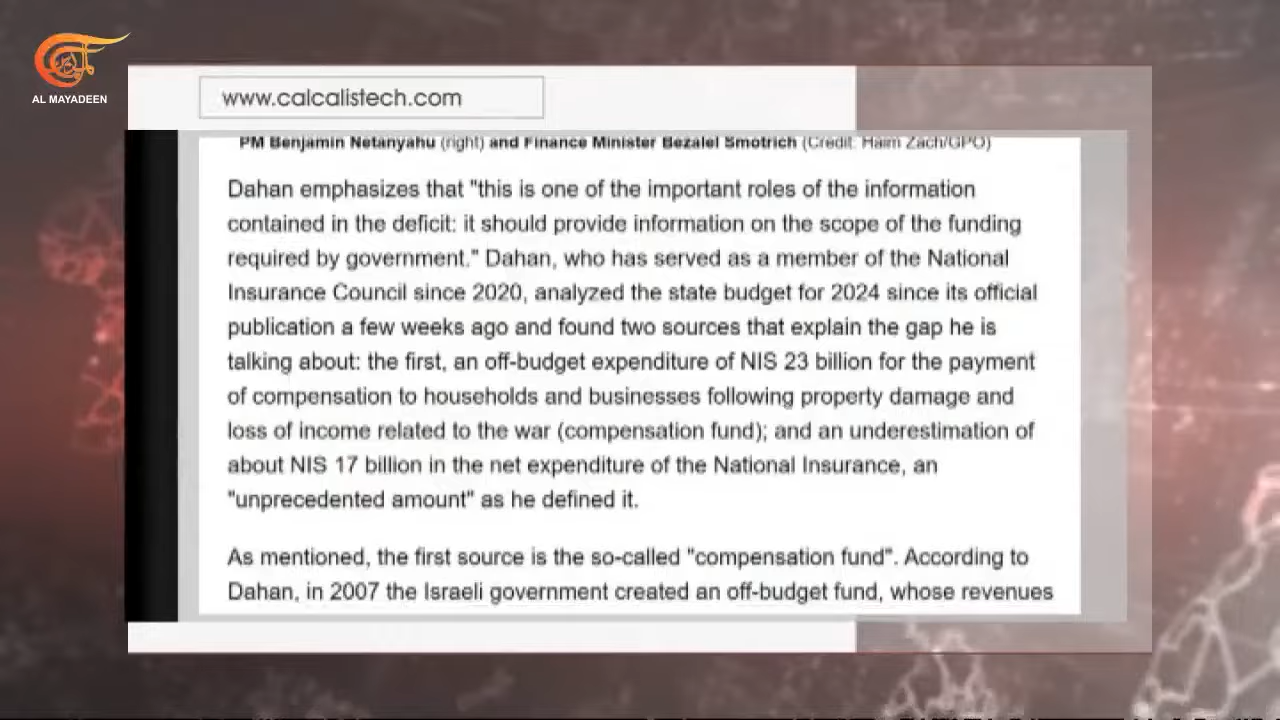 AL MAYADEEN
www.calcalistech.com
PM Benjamin Netanyahu (right) and Finance Minister Bezalel Smotrich (Credit: Haim Zach/GPO)
Dahan emphasizes that "this is one of the important roles of the information
contained in the deficit: it should provide information on the scope of the funding
required by government." Dahan, who has served as a member of the National
Insurance Council since 2020, analyzed the state budget for 2024 since its official
publication a few weeks ago and found two sources that explain the gap he is
talking about: the first, an off-budget expenditure of NIS 23 billion for the payment
of compensation to households and businesses following property damage and
loss of income related to the war (compensation fund); and an underestimation of
about NIS 17 billion in the net expenditure of the National Insurance, an
"unprecedented amount" as he defined it.
As mentioned, the first source is the so-called "compensation fund". According to
Dahan, in 2007 the Israeli government created an off-budget fund, whose revenues